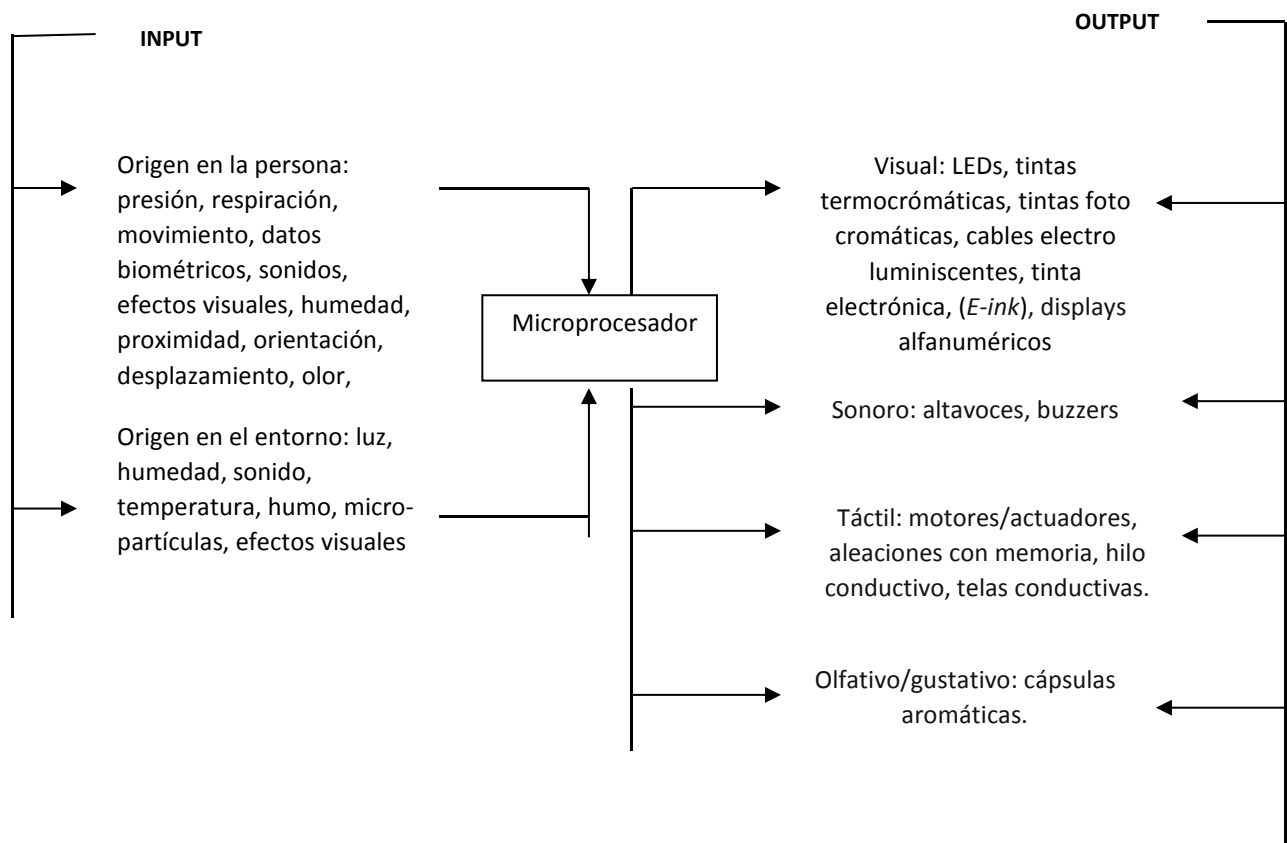 INPUT
OUTPUT
Origen en la persona:
presión, respiración,
movimiento, datos
biométricos, sonidos,
efectos visuales, humedad,
proximidad, orientación,
desplazamiento, olor,
Origen en el entorno: luz,
humedad, sonido,
temperatura, humo, micro-
partículas, efectos visuales
Microprocesador
Visual: LEDs, tintas
termocrómáticas, tintas foto
cromáticas, cables electro
luminiscentes, tinta
electrónica, (E-ink), displays
alfanuméricos
Sonoro: altavoces, buzzers
Táctil: motores/actuadores,
aleaciones con memoria, hilo
conductivo, telas conductivas.
Olfativo/gustativo: cápsulas
aromáticas.